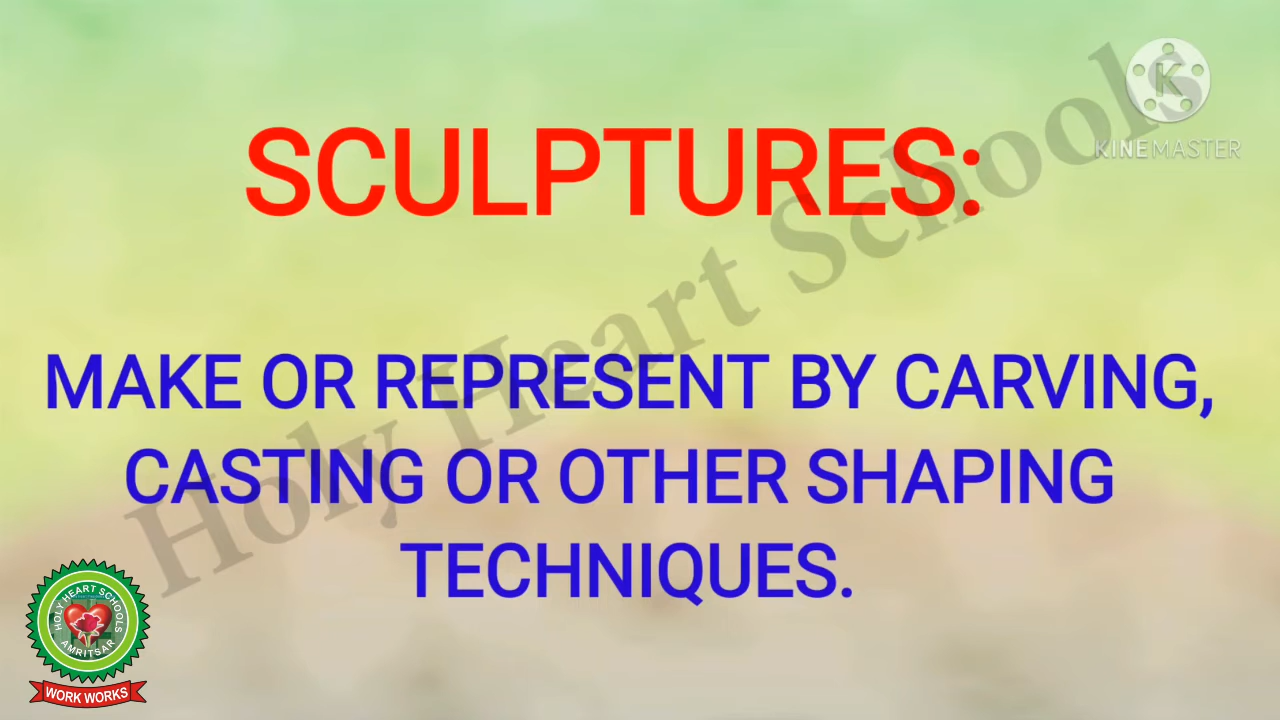 SCULPTURES:
KINEMASTER
Holy Heart Schools
MAKE OR REPRESENT BY CARVING,
CASTING OR OTHER SHAPING
TECHNIQUES.
HOLY HEART SCHOOLS
AMRITSAR
WORK WORKS